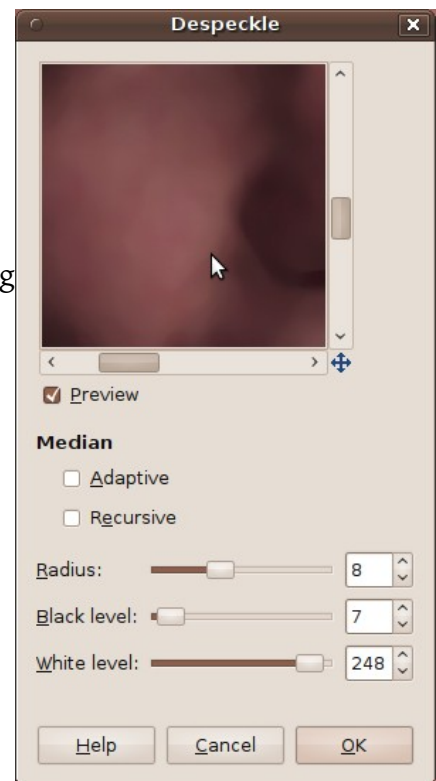 Despeckle
g
Preview
Median
Adaptive
Recursive
Radius: 8
Black level: 7
White level: 248
Help Cancel OK